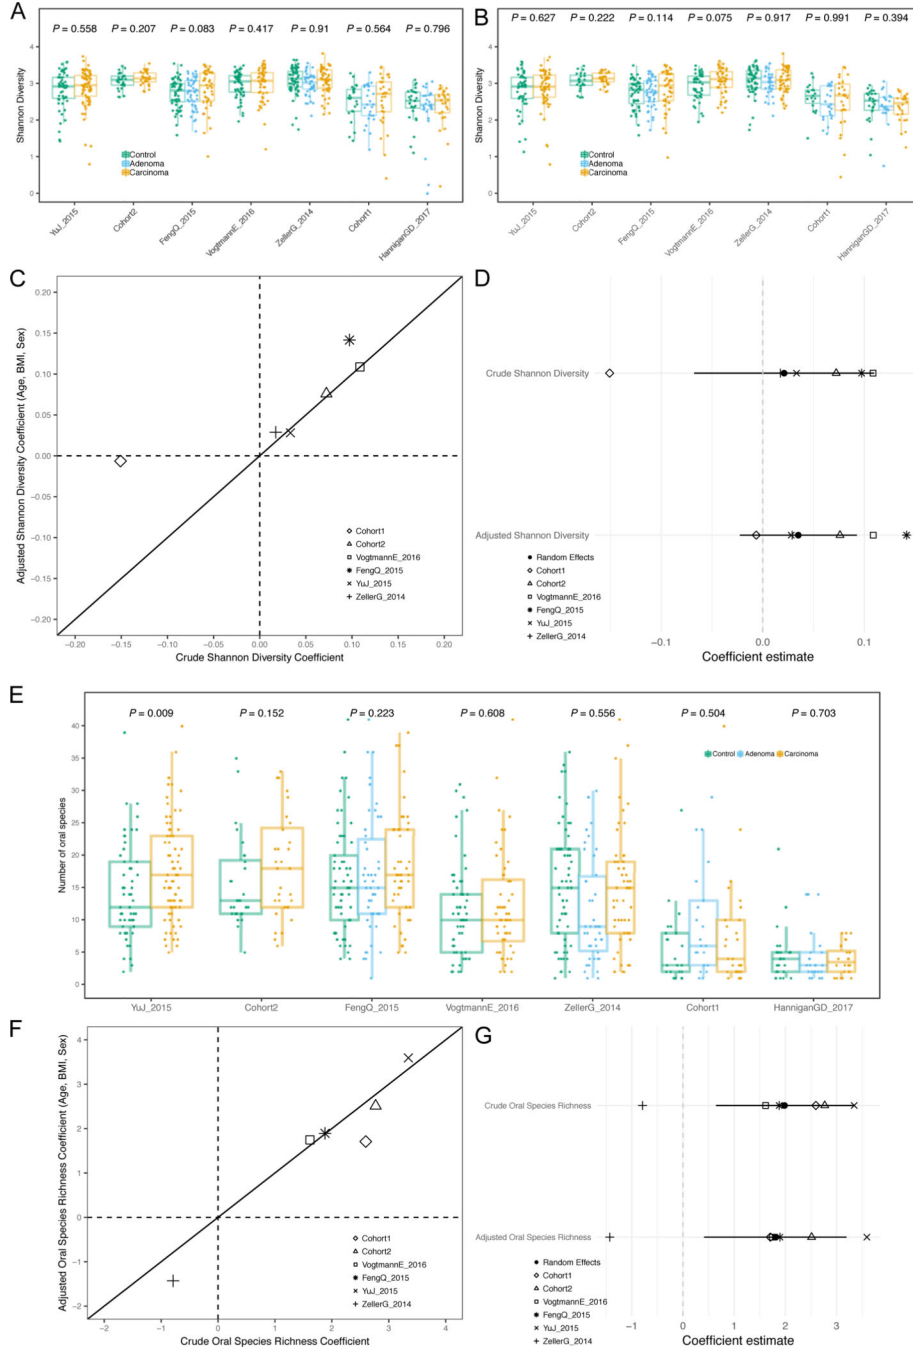 A
P = 0.558 P = 0.207 P = 0.083 P = 0.417 P = 0.91 P = 0.564 P = 0.796
Shannon Diversity
4
3
2
1
0
Control
Adenoma
Carcinoma
YuJ_2015 Cohort2 FengQ_2015 VogtmannE_2016 ZellerG_2014 Cohort1 HanniganGD_2017
B
P = 0.627 P = 0.222 P = 0.114 P = 0.075 P = 0.917 P = 0.991 P = 0.394
Shannon Diversity
4
3
2
1
0
Control
Adenoma
Carcinoma
YuJ_2015 Cohort2 FengQ_2015 VogtmannE_2016 ZellerG_2014 Cohort1 HanniganGD_2017
C
Adjusted Shannon Diversity Coefficient (Age, BMI, Sex)
0.20
0.15
0.10
0.05
0.00
−0.05
−0.10
−0.15
−0.20
Cohort1
Cohort2
VogtmannE_2016
FengQ_2015
YuJ_2015
ZellerG_2014
−0.20 −0.15 −0.10 −0.05 0.00 0.05 0.10 0.15 0.20
Crude Shannon Diversity Coefficient
D
Crude Shannon Diversity
Adjusted Shannon Diversity
Random Effects
Cohort1
Cohort2
VogtmannE_2016
FengQ_2015
YuJ_2015
ZellerG_2014
−0.1 0.0 0.1
Coefficient estimate
E
P = 0.009 P = 0.152 P = 0.223 P = 0.608 P = 0.556 P = 0.504 P = 0.703
Number of oral species
40
35
30
25
20
15
10
5
0
Control Adenoma Carcinoma
YuJ_2015 Cohort2 FengQ_2015 VogtmannE_2016 ZellerG_2014 Cohort1 HanniganGD_2017
F
Adjusted Oral Species Richness Coefficient (Age, BMI, Sex)
4
3
2
1
0
−1
−2
Cohort1
Cohort2
VogtmannE_2016
FengQ_2015
YuJ_2015
ZellerG_2014
−2 −1 0 1 2 3 4
Crude Oral Species Richness Coefficient
G
Crude Oral Species Richness
Adjusted Oral Species Richness
Random Effects
Cohort1
Cohort2
VogtmannE_2016
FengQ_2015
YuJ_2015
ZellerG_2014
−1 0 1 2 3
Coefficient estimate